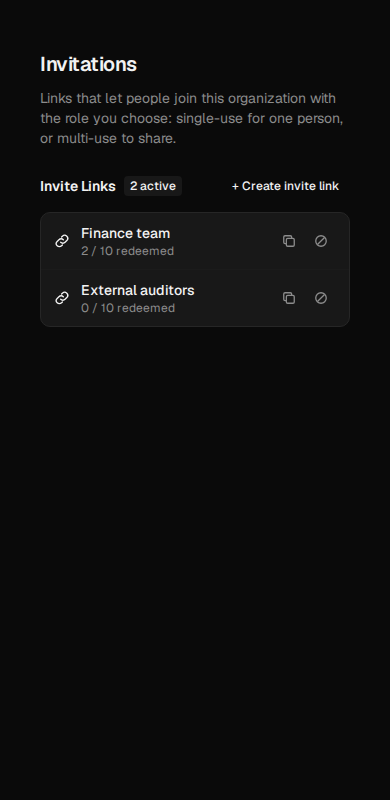 Invitations
Links that let people join this organization with
the role you choose: single-use for one person,
or multi-use to share.
Invite Links 2 active + Create invite link
Finance team
2 / 10 redeemed
External auditors
0 / 10 redeemed